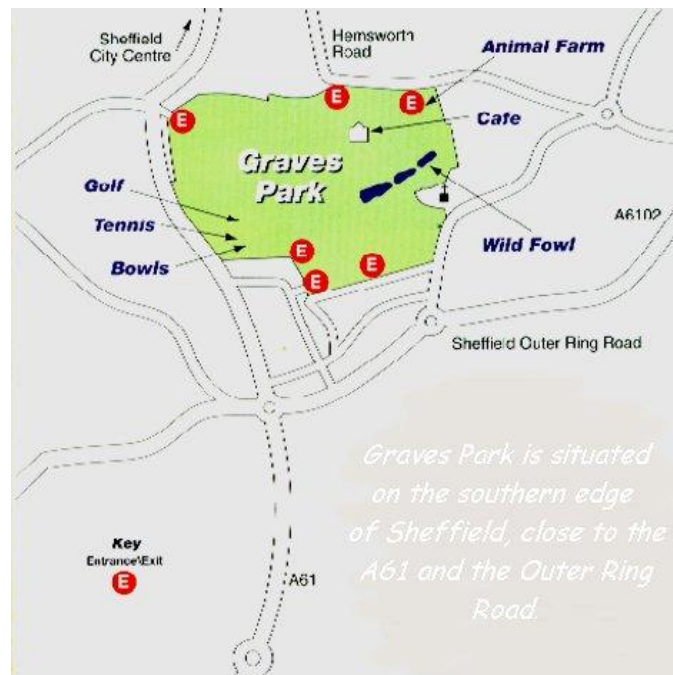 Sheffield
City Centre
Hemsworth
Road
Animal Farm
E
E
E
Cafe
Graves
Park
Golf
Tennis
Bowls
A6102
Wild Fowl
E
E
E
Sheffield Outer Ring Road
Graves Park is situated
on the southern edge
of Sheffield, close to the
A61 and the Outer Ring
Road.
Key
Entrance\Exit
E
A61